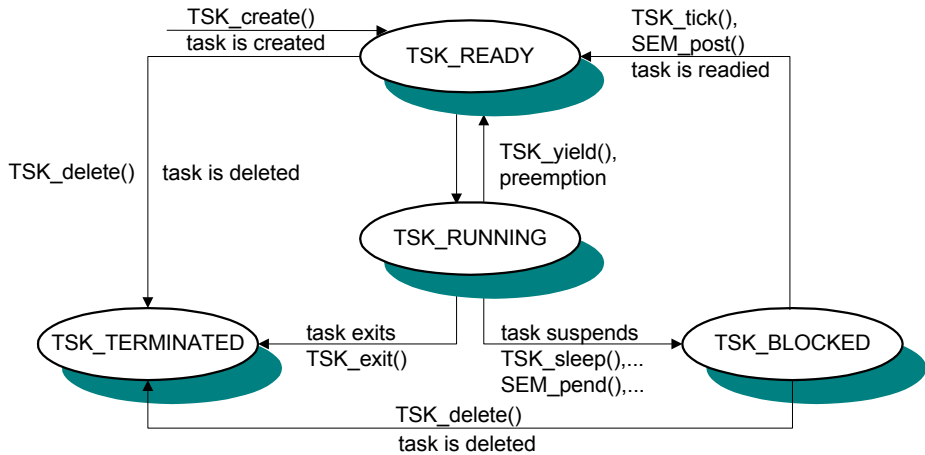 TSK_create()
task is created
TSK_READY
TSK_tick(),
SEM_post()
task is readied
TSK_delete()
task is deleted
TSK_yield(),
preemption
TSK_RUNNING
TSK_TERMINATED
task exits
TSK_exit()
task suspends
TSK_sleep(),...
SEM_pend(),...
TSK_BLOCKED
TSK_delete()
task is deleted